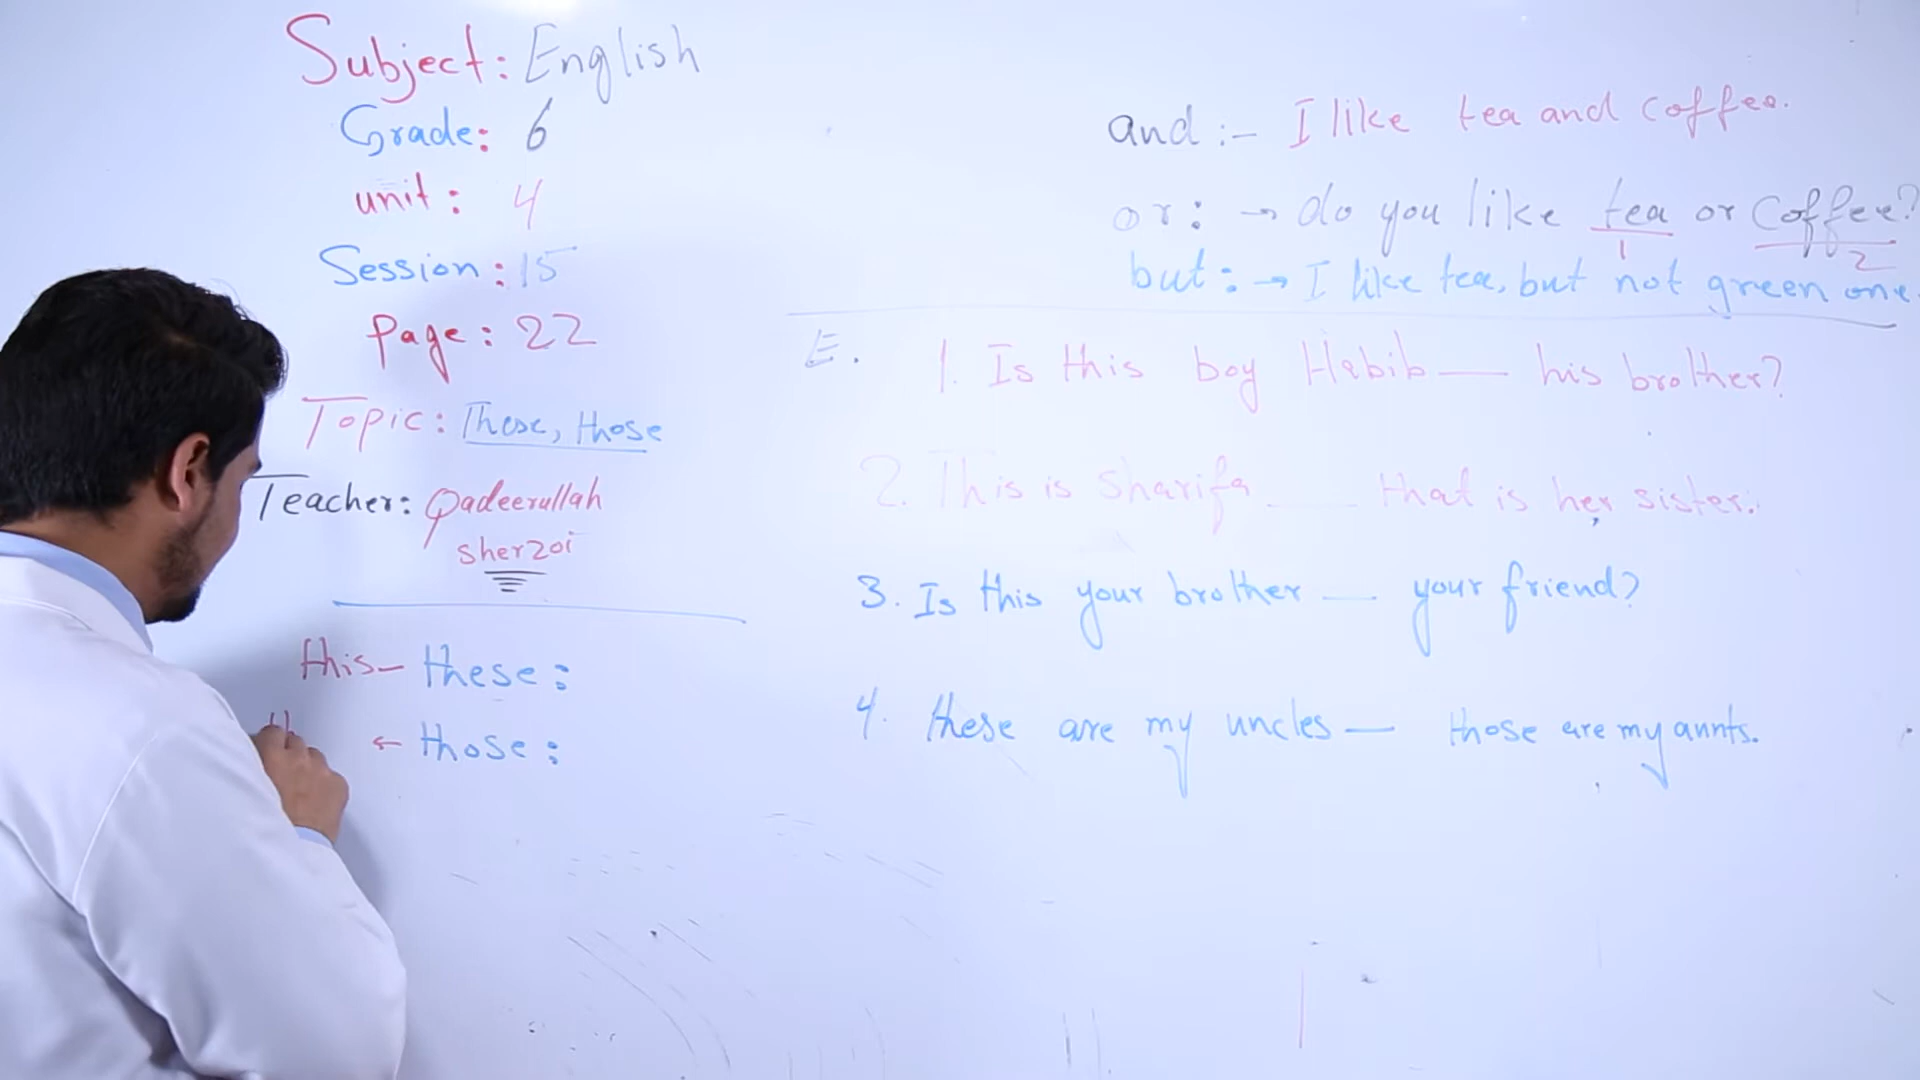 Subject: English
Grade: 6
unit: 4
Session: 15
Page: 22
Topic: These, those
Teacher: Qadeerullah
sherzoi
this- these:
th ← those:
and :- I like tea and coffee.
or: → do you like tea or coffee?
1 2
but: → I like tea, but not green one.
E. 1. Is this boy Habib — his brother?
2. This is Sharifa — that is her sister.
3. Is this your brother — your friend?
4. these are my uncles — those are my aunts.